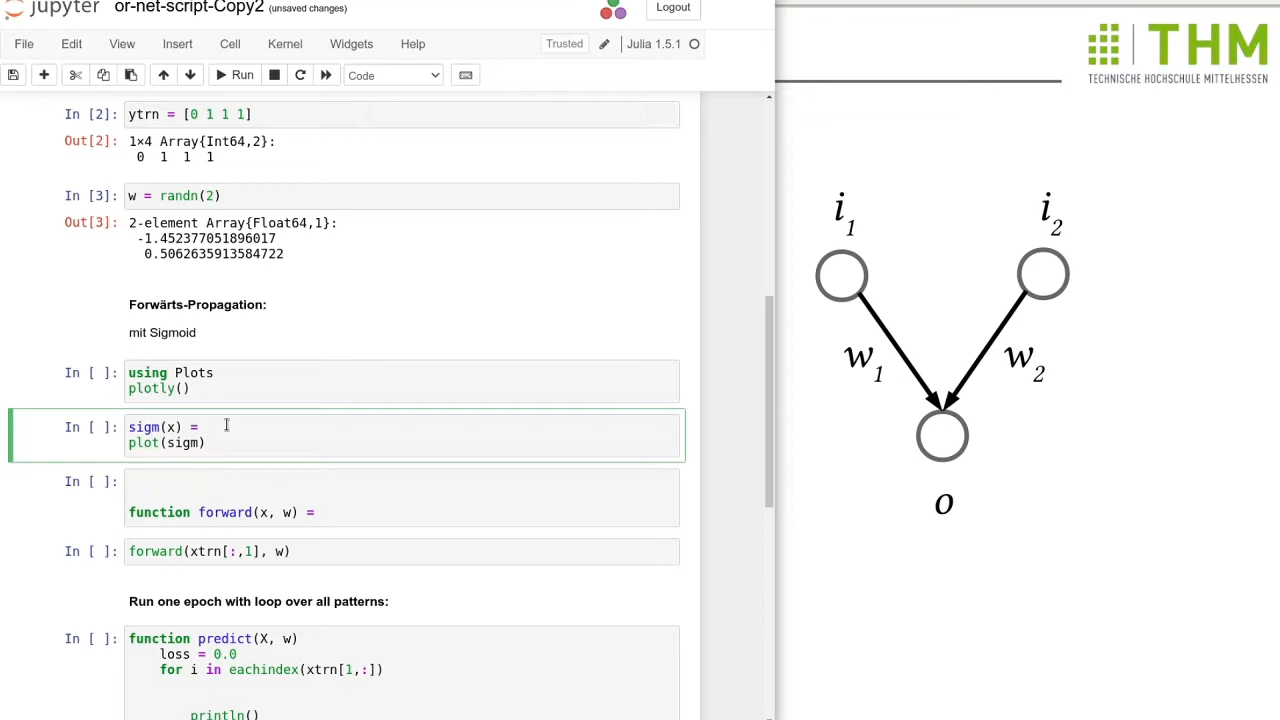 jupyter or-net-script-Copy2 (unsaved changes) Logout
File Edit View Insert Cell Kernel Widgets Help Trusted Julia 1.5.1
Run Code
In [2]: ytrn = [0 1 1 1]
Out[2]: 1×4 Array{Int64,2}:
0 1 1 1
In [3]: w = randn(2)
Out[3]: 2-element Array{Float64,1}:
-1.452377051896017
0.5062635913584722
Forwärts-Propagation:
mit Sigmoid
In [ ]: using Plots
plotly()
In [ ]: sigm(x) =
plot(sigm)
In [ ]:
function forward(x, w) =
In [ ]: forward(xtrn[:,1], w)
Run one epoch with loop over all patterns:
In [ ]: function predict(X, w)
loss = 0.0
for i in eachindex(xtrn[1,:])
println()
THM
TECHNISCHE HOCHSCHULE MITTELHESSEN
i1 i2
w1 w2
o